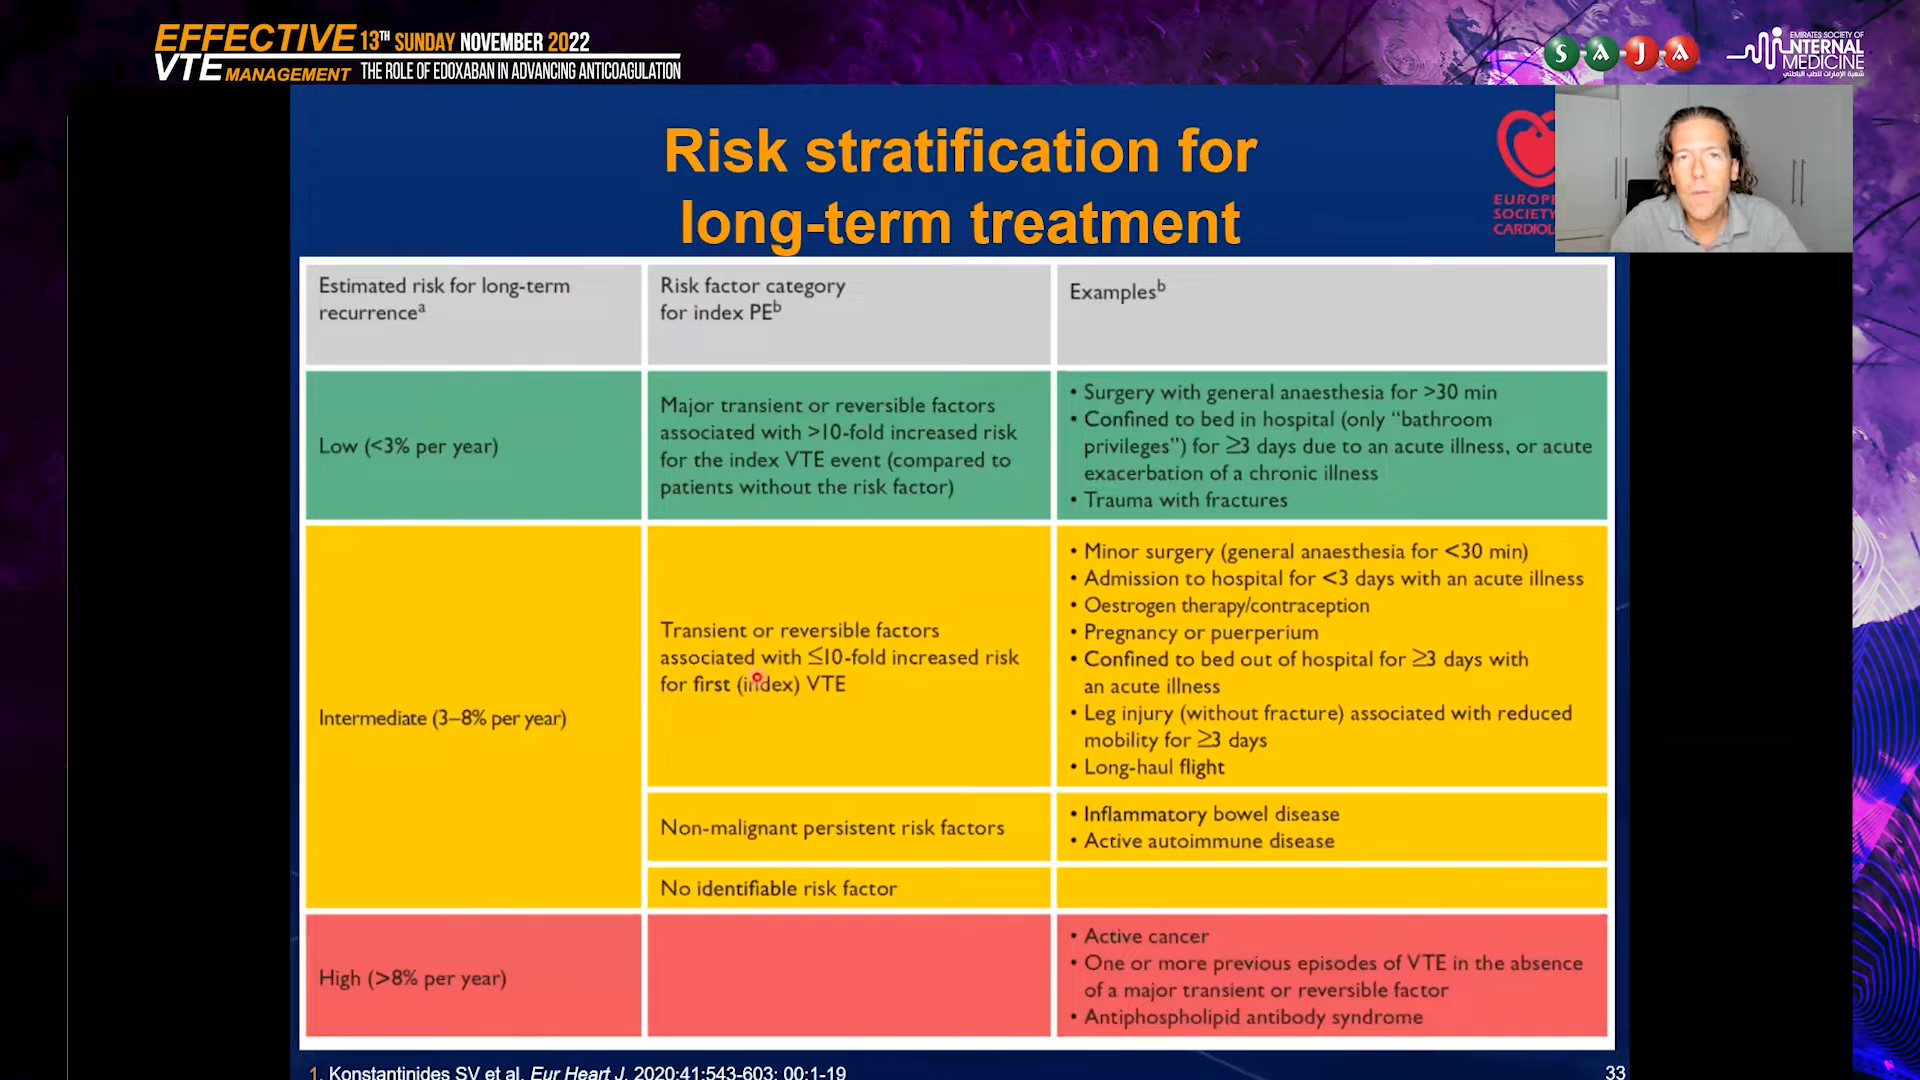 EFFECTIVE 13TH SUNDAY NOVEMBER 2022
VTE MANAGEMENT THE ROLE OF EDOXABAN IN ADVANCING ANTICOAGULATION
SAJA
EMIRATES SOCIETY OF
INTERNAL
MEDICINE
شعبة الإمارات للطب الباطني
Risk stratification for
long-term treatment
EUROPE
SOCIETY
CARDIOL
Estimated risk for long-term
recurrenceᵃ
Risk factor category
for index PEᵇ
Examplesᵇ
Low (<3% per year)
Major transient or reversible factors
associated with >10-fold increased risk
for the index VTE event (compared to
patients without the risk factor)
• Surgery with general anaesthesia for >30 min
• Confined to bed in hospital (only “bathroom
privileges”) for ≥3 days due to an acute illness, or acute
exacerbation of a chronic illness
• Trauma with fractures
Intermediate (3–8% per year)
Transient or reversible factors
associated with ≤10-fold increased risk
for first (index) VTE
• Minor surgery (general anaesthesia for <30 min)
• Admission to hospital for <3 days with an acute illness
• Oestrogen therapy/contraception
• Pregnancy or puerperium
• Confined to bed out of hospital for ≥3 days with
an acute illness
• Leg injury (without fracture) associated with reduced
mobility for ≥3 days
• Long-haul flight
Non-malignant persistent risk factors
• Inflammatory bowel disease
• Active autoimmune disease
No identifiable risk factor
High (>8% per year)
• Active cancer
• One or more previous episodes of VTE in the absence
of a major transient or reversible factor
• Antiphospholipid antibody syndrome
1. Konstantinides SV et al. Eur Heart J. 2020;41:543-603; 00:1-19
33